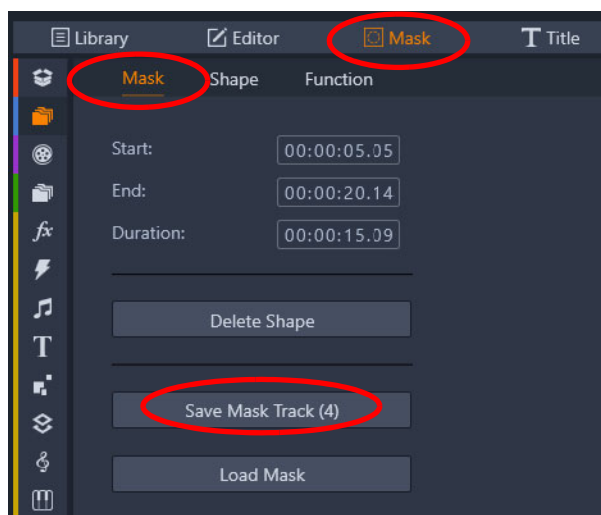 Library Editor Mask Title
Mask Shape Function
Start: 00:00:05.05
End: 00:00:20.14
fx Duration: 00:00:15.09
Delete Shape
T
Save Mask Track (4)
Load Mask